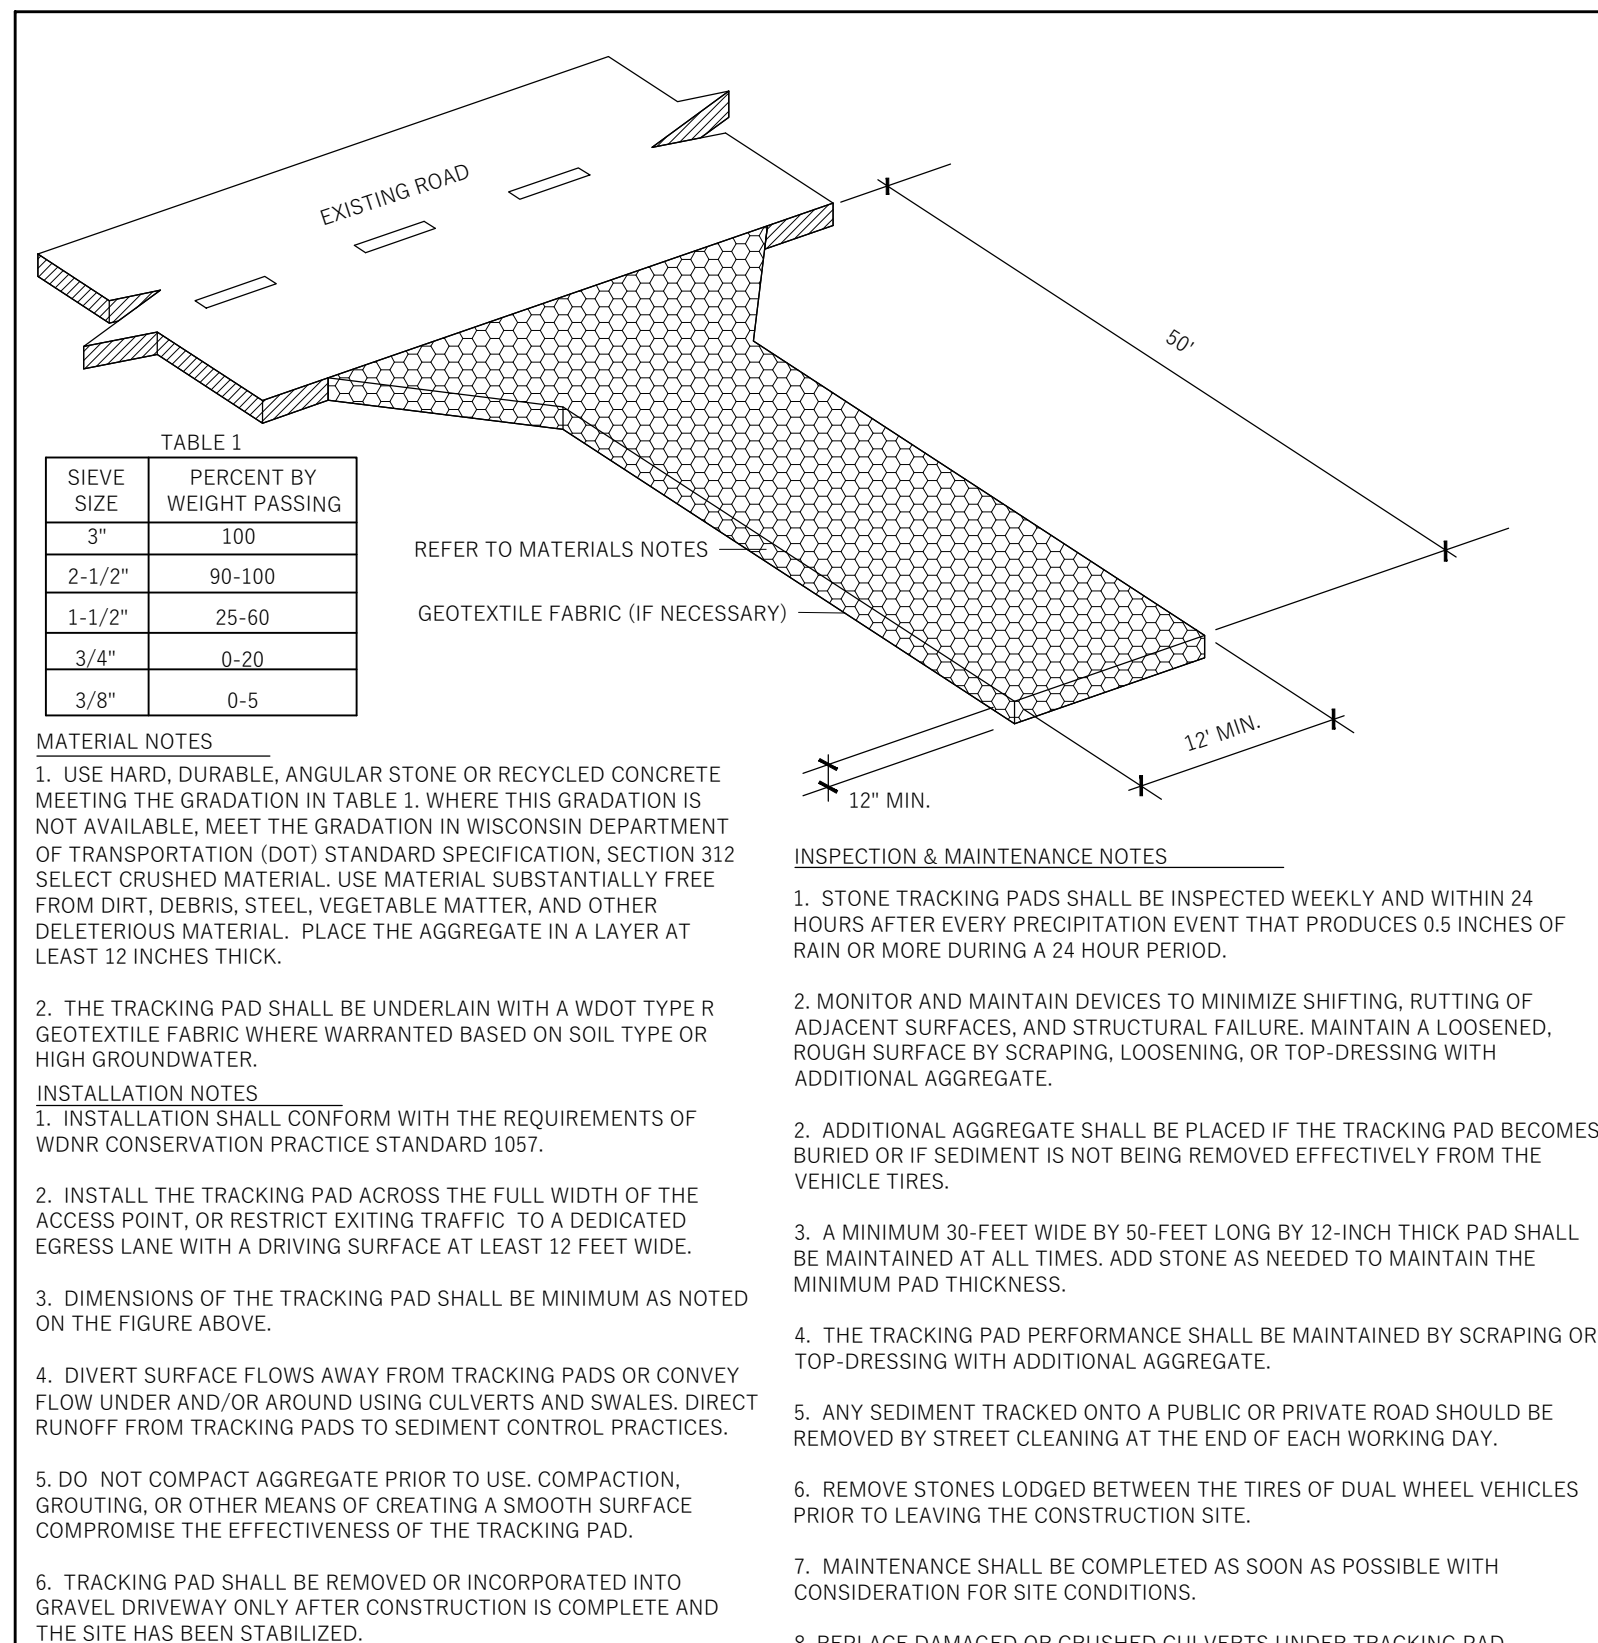 EXISTING ROAD
50'
TABLE 1
SIEVE SIZE
PERCENT BY WEIGHT PASSING
3" 100
2-1/2" 90-100
1-1/2" 25-60
3/4" 0-20
3/8" 0-5
REFER TO MATERIALS NOTES
GEOTEXTILE FABRIC (IF NECESSARY)
12' MIN.
12" MIN.
MATERIAL NOTES
1. USE HARD, DURABLE, ANGULAR STONE OR RECYCLED CONCRETE
MEETING THE GRADATION IN TABLE 1. WHERE THIS GRADATION IS
NOT AVAILABLE, MEET THE GRADATION IN WISCONSIN DEPARTMENT
OF TRANSPORTATION (DOT) STANDARD SPECIFICATION, SECTION 312
SELECT CRUSHED MATERIAL. USE MATERIAL SUBSTANTIALLY FREE
FROM DIRT, DEBRIS, STEEL, VEGETABLE MATTER, AND OTHER
DELETERIOUS MATERIAL. PLACE THE AGGREGATE IN A LAYER AT
LEAST 12 INCHES THICK.
2. THE TRACKING PAD SHALL BE UNDERLAIN WITH A WDOT TYPE R
GEOTEXTILE FABRIC WHERE WARRANTED BASED ON SOIL TYPE OR
HIGH GROUNDWATER.
INSTALLATION NOTES
1. INSTALLATION SHALL CONFORM WITH THE REQUIREMENTS OF
WDNR CONSERVATION PRACTICE STANDARD 1057.
2. INSTALL THE TRACKING PAD ACROSS THE FULL WIDTH OF THE
ACCESS POINT, OR RESTRICT EXITING TRAFFIC TO A DEDICATED
EGRESS LANE WITH A DRIVING SURFACE AT LEAST 12 FEET WIDE.
3. DIMENSIONS OF THE TRACKING PAD SHALL BE MINIMUM AS NOTED
ON THE FIGURE ABOVE.
4. DIVERT SURFACE FLOWS AWAY FROM TRACKING PADS OR CONVEY
FLOW UNDER AND/OR AROUND USING CULVERTS AND SWALES. DIRECT
RUNOFF FROM TRACKING PADS TO SEDIMENT CONTROL PRACTICES.
5. DO NOT COMPACT AGGREGATE PRIOR TO USE. COMPACTION,
GROUTING, OR OTHER MEANS OF CREATING A SMOOTH SURFACE
COMPROMISE THE EFFECTIVENESS OF THE TRACKING PAD.
6. TRACKING PAD SHALL BE REMOVED OR INCORPORATED INTO
GRAVEL DRIVEWAY ONLY AFTER CONSTRUCTION IS COMPLETE AND
THE SITE HAS BEEN STABILIZED.
INSPECTION & MAINTENANCE NOTES
1. STONE TRACKING PADS SHALL BE INSPECTED WEEKLY AND WITHIN 24
HOURS AFTER EVERY PRECIPITATION EVENT THAT PRODUCES 0.5 INCHES OF
RAIN OR MORE DURING A 24 HOUR PERIOD.
2. MONITOR AND MAINTAIN DEVICES TO MINIMIZE SHIFTING, RUTTING OF
ADJACENT SURFACES, AND STRUCTURAL FAILURE. MAINTAIN A LOOSENED,
ROUGH SURFACE BY SCRAPING, LOOSENING, OR TOP-DRESSING WITH
ADDITIONAL AGGREGATE.
2. ADDITIONAL AGGREGATE SHALL BE PLACED IF THE TRACKING PAD BECOMES
BURIED OR IF SEDIMENT IS NOT BEING REMOVED EFFECTIVELY FROM THE
VEHICLE TIRES.
3. A MINIMUM 30-FEET WIDE BY 50-FEET LONG BY 12-INCH THICK PAD SHALL
BE MAINTAINED AT ALL TIMES. ADD STONE AS NEEDED TO MAINTAIN THE
MINIMUM PAD THICKNESS.
4. THE TRACKING PAD PERFORMANCE SHALL BE MAINTAINED BY SCRAPING OR
TOP-DRESSING WITH ADDITIONAL AGGREGATE.
5. ANY SEDIMENT TRACKED ONTO A PUBLIC OR PRIVATE ROAD SHOULD BE
REMOVED BY STREET CLEANING AT THE END OF EACH WORKING DAY.
6. REMOVE STONES LODGED BETWEEN THE TIRES OF DUAL WHEEL VEHICLES
PRIOR TO LEAVING THE CONSTRUCTION SITE.
7. MAINTENANCE SHALL BE COMPLETED AS SOON AS POSSIBLE WITH
CONSIDERATION FOR SITE CONDITIONS.
8. REPLACE DAMAGED OR CRUSHED CULVERTS UNDER TRACKING PAD